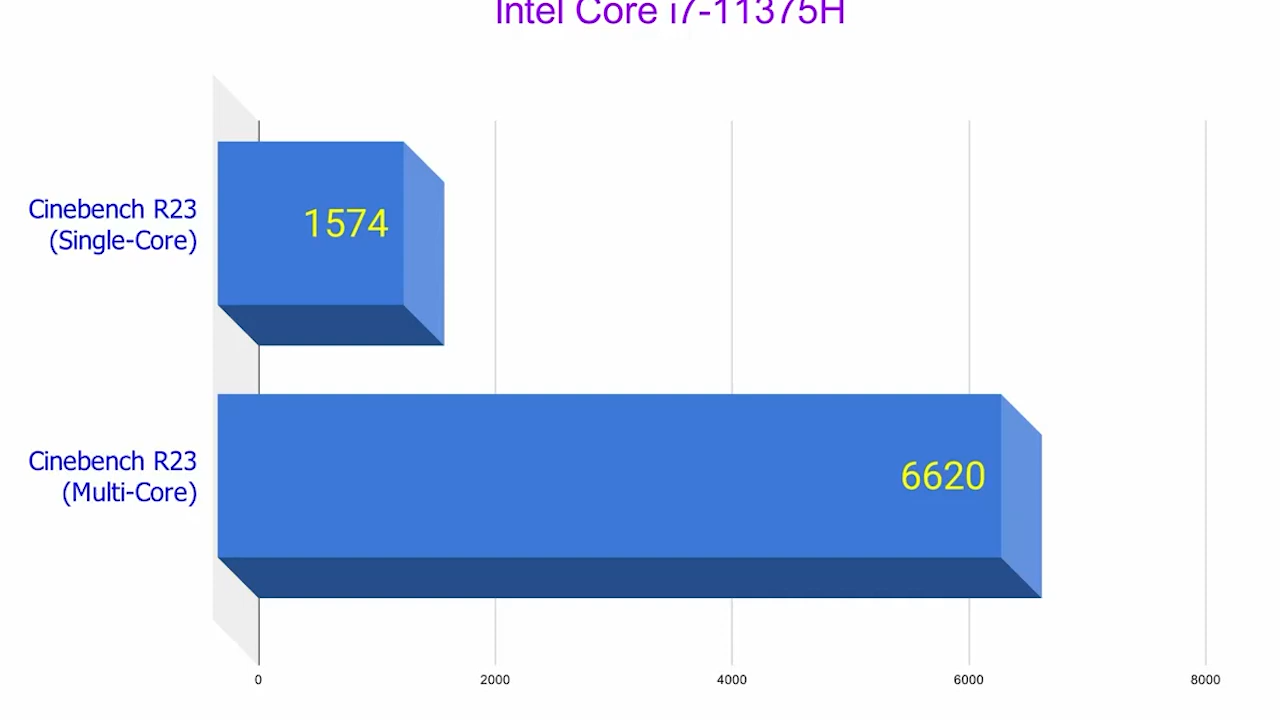 Intel Core i7-11375H
Cinebench R23
(Single-Core)
1574
Cinebench R23
(Multi-Core)
6620
0 2000 4000 6000 8000